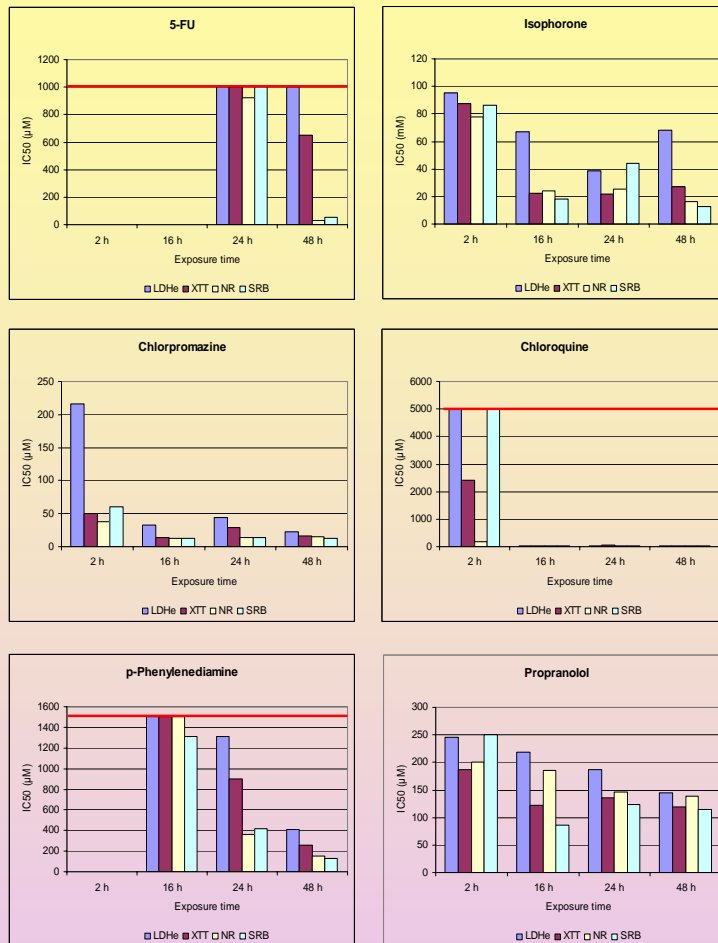 5-FU
1200
1000
800
600
400
200
0
IC50 (µM)
2 h 16 h 24 h 48 h
Exposure time
LDHe XTT NR SRB
Isophorone
120
100
80
60
40
20
0
IC50 (mM)
2 h 16 h 24 h 48 h
Exposure time
LDHe XTT NR SRB
Chlorpromazine
250
200
150
100
50
0
IC50 (µM)
2 h 16 h 24 h 48 h
Exposure time
LDHe XTT NR SRB
Chloroquine
6000
5000
4000
3000
2000
1000
0
IC50 (µM)
2 h 16 h 24 h 48 h
Exposure time
LDHe XTT NR SRB
p-Phenylenediamine
1600
1400
1200
1000
800
600
400
200
0
IC50 (µM)
2 h 16 h 24 h 48 h
Exposure time
LDHe XTT NR SRB
Propranolol
300
250
200
150
100
50
0
IC50 (µM)
2 h 16 h 24 h 48 h
Exposure time
LDHe XTT NR SRB